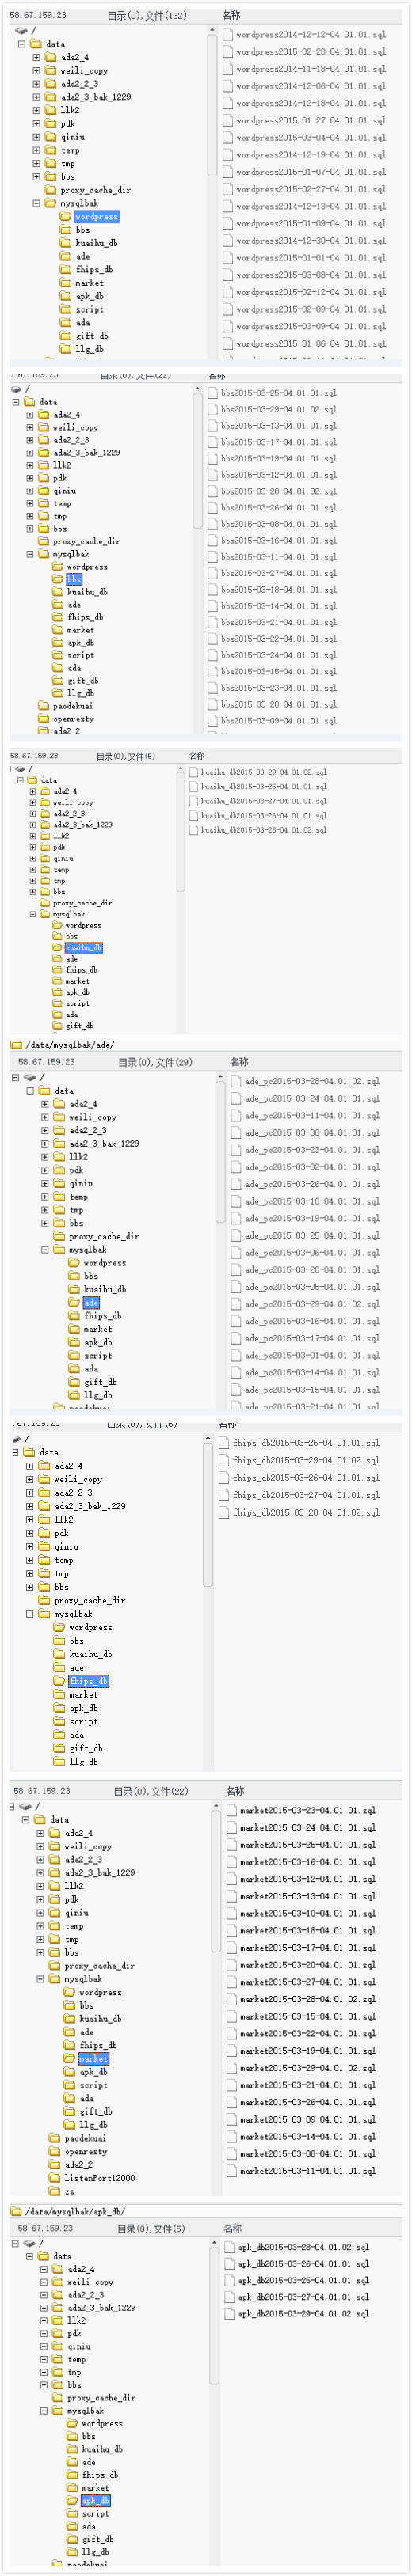 58.67.159.23 目录(0),文件(132) 名称
/
data
ada2_4
weili_copy
ada2_2_3
ada2_3_bak_1229
llk2
pdk
qiniu
temp
tmp
bbs
proxy_cache_dir
mysqlbak
wordpress
bbs
kuaihu_db
ade
fhips_db
market
apk_db
script
ada
gift_db
llg_db
wordpress2014-12-12-04.01.01.sql
wordpress2015-02-28-04.01.01.sql
wordpress2014-11-18-04.01.01.sql
wordpress2014-12-06-04.01.01.sql
wordpress2014-12-18-04.01.01.sql
wordpress2015-01-27-04.01.01.sql
wordpress2015-03-04-04.01.01.sql
wordpress2014-12-19-04.01.01.sql
wordpress2015-01-07-04.01.01.sql
wordpress2015-02-27-04.01.01.sql
wordpress2014-12-13-04.01.01.sql
wordpress2015-01-09-04.01.01.sql
wordpress2014-12-30-04.01.01.sql
wordpress2015-01-01-04.01.01.sql
wordpress2015-03-08-04.01.01.sql
wordpress2015-02-12-04.01.01.sql
wordpress2015-02-09-04.01.01.sql
wordpress2015-03-09-04.01.01.sql
wordpress2015-01-06-04.01.01.sql
目录(0),文件(22) 名称
/
data
ada2_4
weili_copy
ada2_2_3
ada2_3_bak_1229
llk2
pdk
qiniu
temp
tmp
bbs
proxy_cache_dir
mysqlbak
wordpress
bbs
kuaihu_db
ade
fhips_db
market
apk_db
script
ada
gift_db
llg_db
paodekuai
openresty
ada2_2
bbs2015-03-25-04.01.01.sql
bbs2015-03-29-04.01.02.sql
bbs2015-03-13-04.01.01.sql
bbs2015-03-17-04.01.01.sql
bbs2015-03-19-04.01.01.sql
bbs2015-03-12-04.01.01.sql
bbs2015-03-28-04.01.02.sql
bbs2015-03-26-04.01.01.sql
bbs2015-03-08-04.01.01.sql
bbs2015-03-16-04.01.01.sql
bbs2015-03-11-04.01.01.sql
bbs2015-03-27-04.01.01.sql
bbs2015-03-18-04.01.01.sql
bbs2015-03-14-04.01.01.sql
bbs2015-03-21-04.01.01.sql
bbs2015-03-22-04.01.01.sql
bbs2015-03-24-04.01.01.sql
bbs2015-03-15-04.01.01.sql
bbs2015-03-23-04.01.01.sql
bbs2015-03-20-04.01.01.sql
bbs2015-03-09-04.01.01.sql
58.67.159.23 目录(0),文件(5) 名称
/
data
ada2_4
weili_copy
ada2_2_3
ada2_3_bak_1229
llk2
pdk
qiniu
temp
tmp
bbs
proxy_cache_dir
mysqlbak
wordpress
bbs
kuaihu_db
ade
fhips_db
market
apk_db
script
ada
gift_db
kuaihu_db2015-03-29-04.01.02.sql
kuaihu_db2015-03-25-04.01.01.sql
kuaihu_db2015-03-27-04.01.01.sql
kuaihu_db2015-03-26-04.01.01.sql
kuaihu_db2015-03-28-04.01.02.sql
/data/mysqlbak/ade/
58.67.159.23 目录(0),文件(29) 名称
/
data
ada2_4
weili_copy
ada2_2_3
ada2_3_bak_1229
llk2
pdk
qiniu
temp
tmp
bbs
proxy_cache_dir
mysqlbak
wordpress
bbs
kuaihu_db
ade
fhips_db
market
apk_db
script
ada
gift_db
llg_db
ade_pc2015-03-28-04.01.02.sql
ade_pc2015-03-24-04.01.01.sql
ade_pc2015-03-11-04.01.01.sql
ade_pc2015-03-08-04.01.01.sql
ade_pc2015-03-23-04.01.01.sql
ade_pc2015-03-02-04.01.01.sql
ade_pc2015-03-26-04.01.01.sql
ade_pc2015-03-10-04.01.01.sql
ade_pc2015-03-19-04.01.01.sql
ade_pc2015-03-25-04.01.01.sql
ade_pc2015-03-06-04.01.01.sql
ade_pc2015-03-20-04.01.01.sql
ade_pc2015-03-05-04.01.01.sql
ade_pc2015-03-29-04.01.02.sql
ade_pc2015-03-16-04.01.01.sql
ade_pc2015-03-17-04.01.01.sql
ade_pc2015-03-01-04.01.01.sql
ade_pc2015-03-14-04.01.01.sql
ade_pc2015-03-15-04.01.01.sql
ade_pc2015-03-21-04.01.01.sql
/
data
ada2_4
weili_copy
ada2_2_3
ada2_3_bak_1229
llk2
pdk
qiniu
temp
tmp
bbs
proxy_cache_dir
mysqlbak
wordpress
bbs
kuaihu_db
ade
fhips_db
market
apk_db
script
ada
gift_db
llg_db
fhips_db2015-03-25-04.01.01.sql
fhips_db2015-03-29-04.01.02.sql
fhips_db2015-03-26-04.01.01.sql
fhips_db2015-03-27-04.01.01.sql
fhips_db2015-03-28-04.01.02.sql
58.67.159.23 目录(0),文件(22) 名称
/
data
ada2_4
weili_copy
ada2_2_3
ada2_3_bak_1229
llk2
pdk
qiniu
temp
tmp
bbs
proxy_cache_dir
mysqlbak
wordpress
bbs
kuaihu_db
ade
fhips_db
market
apk_db
script
ada
gift_db
llg_db
paodekuai
openresty
ada2_2
listenPort12000
zs
market2015-03-23-04.01.01.sql
market2015-03-24-04.01.01.sql
market2015-03-25-04.01.01.sql
market2015-03-16-04.01.01.sql
market2015-03-12-04.01.01.sql
market2015-03-13-04.01.01.sql
market2015-03-10-04.01.01.sql
market2015-03-18-04.01.01.sql
market2015-03-17-04.01.01.sql
market2015-03-20-04.01.01.sql
market2015-03-27-04.01.01.sql
market2015-03-28-04.01.02.sql
market2015-03-15-04.01.01.sql
market2015-03-22-04.01.01.sql
market2015-03-19-04.01.01.sql
market2015-03-29-04.01.02.sql
market2015-03-21-04.01.01.sql
market2015-03-26-04.01.01.sql
market2015-03-09-04.01.01.sql
market2015-03-14-04.01.01.sql
market2015-03-08-04.01.01.sql
market2015-03-11-04.01.01.sql
/data/mysqlbak/apk_db/
58.67.159.23 目录(0),文件(5) 名称
/
data
ada2_4
weili_copy
ada2_2_3
ada2_3_bak_1229
llk2
pdk
qiniu
temp
tmp
bbs
proxy_cache_dir
mysqlbak
wordpress
bbs
kuaihu_db
ade
fhips_db
market
apk_db
script
ada
gift_db
llg_db
apk_db2015-03-28-04.01.02.sql
apk_db2015-03-26-04.01.01.sql
apk_db2015-03-25-04.01.01.sql
apk_db2015-03-27-04.01.01.sql
apk_db2015-03-29-04.01.02.sql